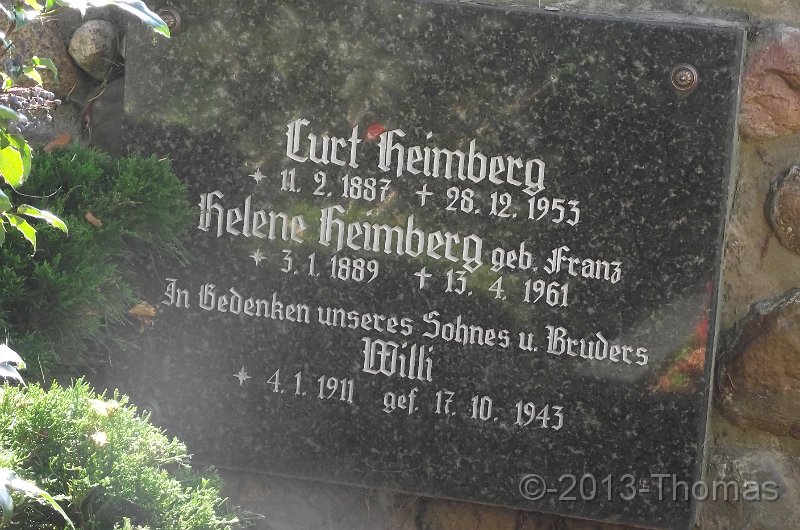 Curt Heimberg
* 11. 2. 1887 + 28. 12. 1953
Helene Heimberg geb. Franz
* 3. 1. 1889 + 13. 4. 1961
In Gedenken unseres Sohnes u. Bruders
Willi
* 4. 1. 1911 gef. 17. 10. 1943
©-2013-Thomas